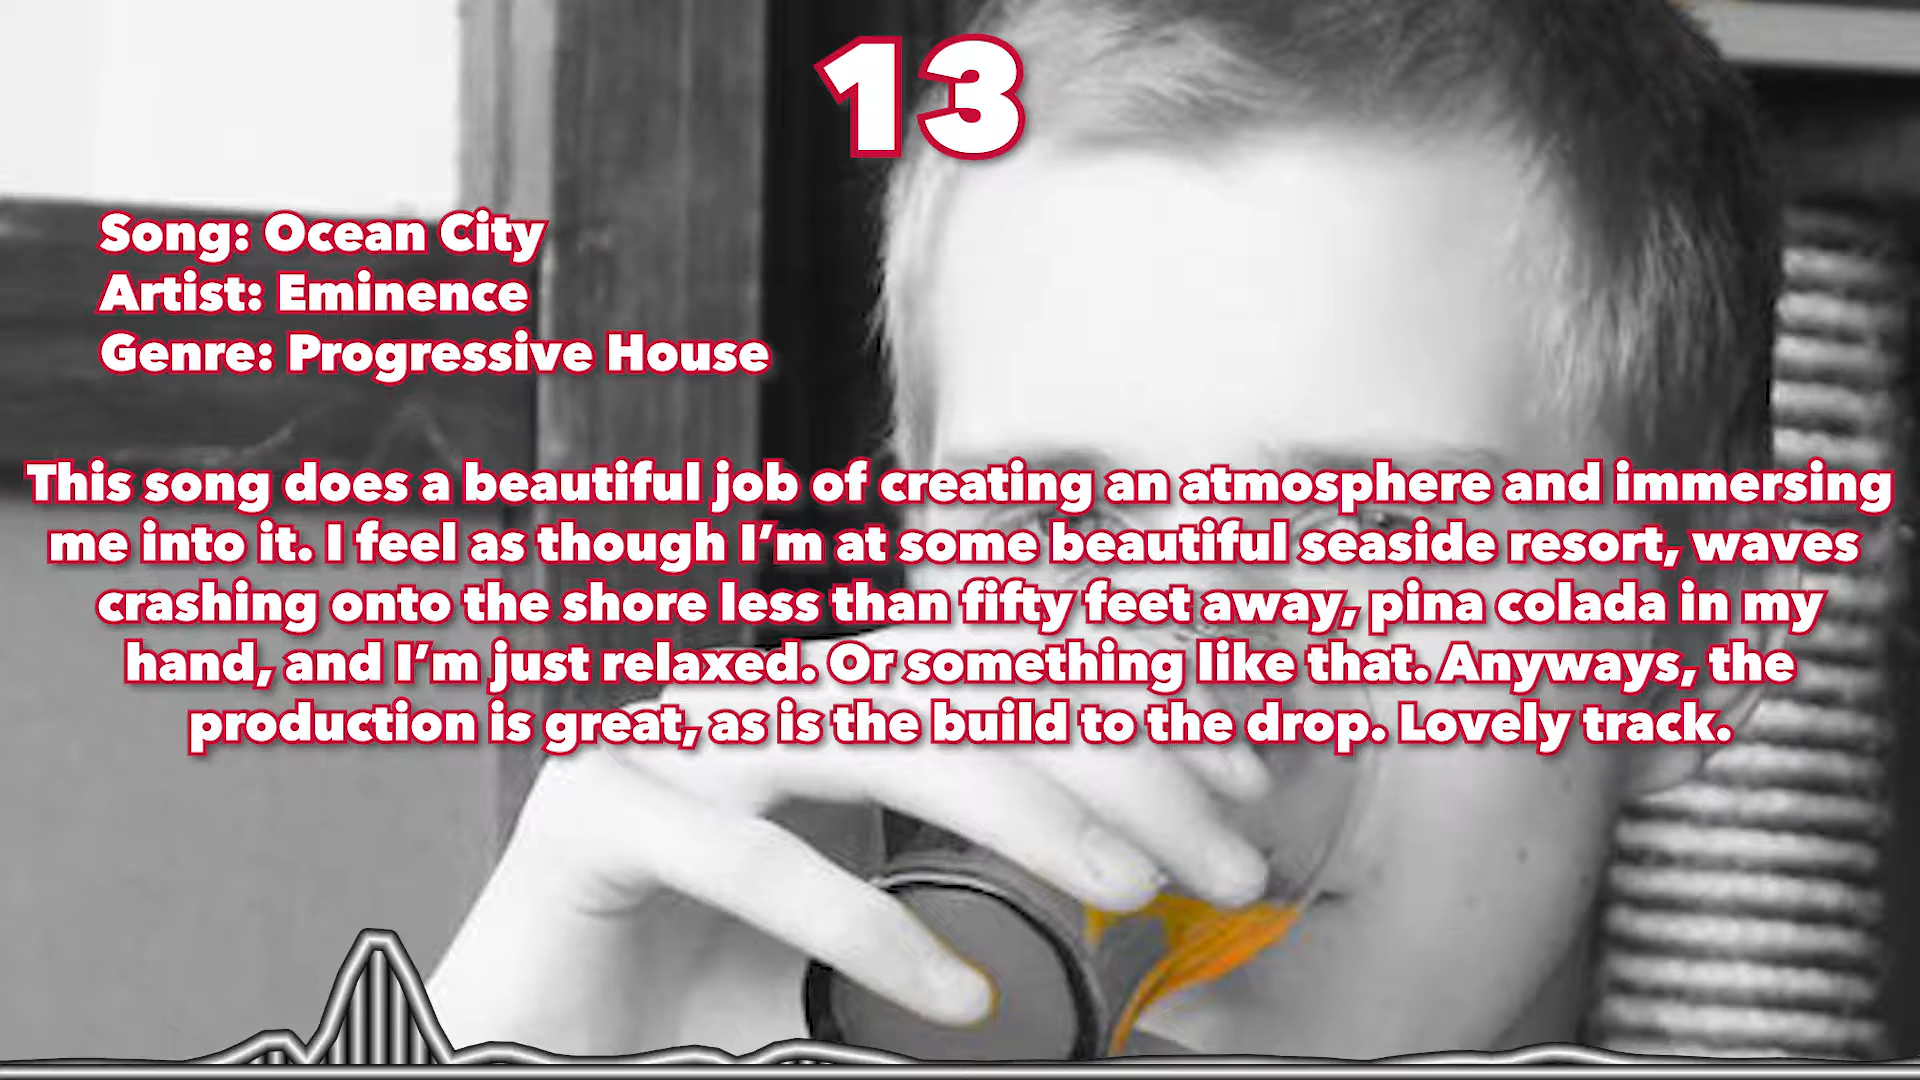 13
Song: Ocean City
Artist: Eminence
Genre: Progressive House
This song does a beautiful job of creating an atmosphere and immersing
me into it. I feel as though I’m at some beautiful seaside resort, waves
crashing onto the shore less than fifty feet away, pina colada in my
hand, and I’m just relaxed. Or something like that. Anyways, the
production is great, as is the build to the drop. Lovely track.